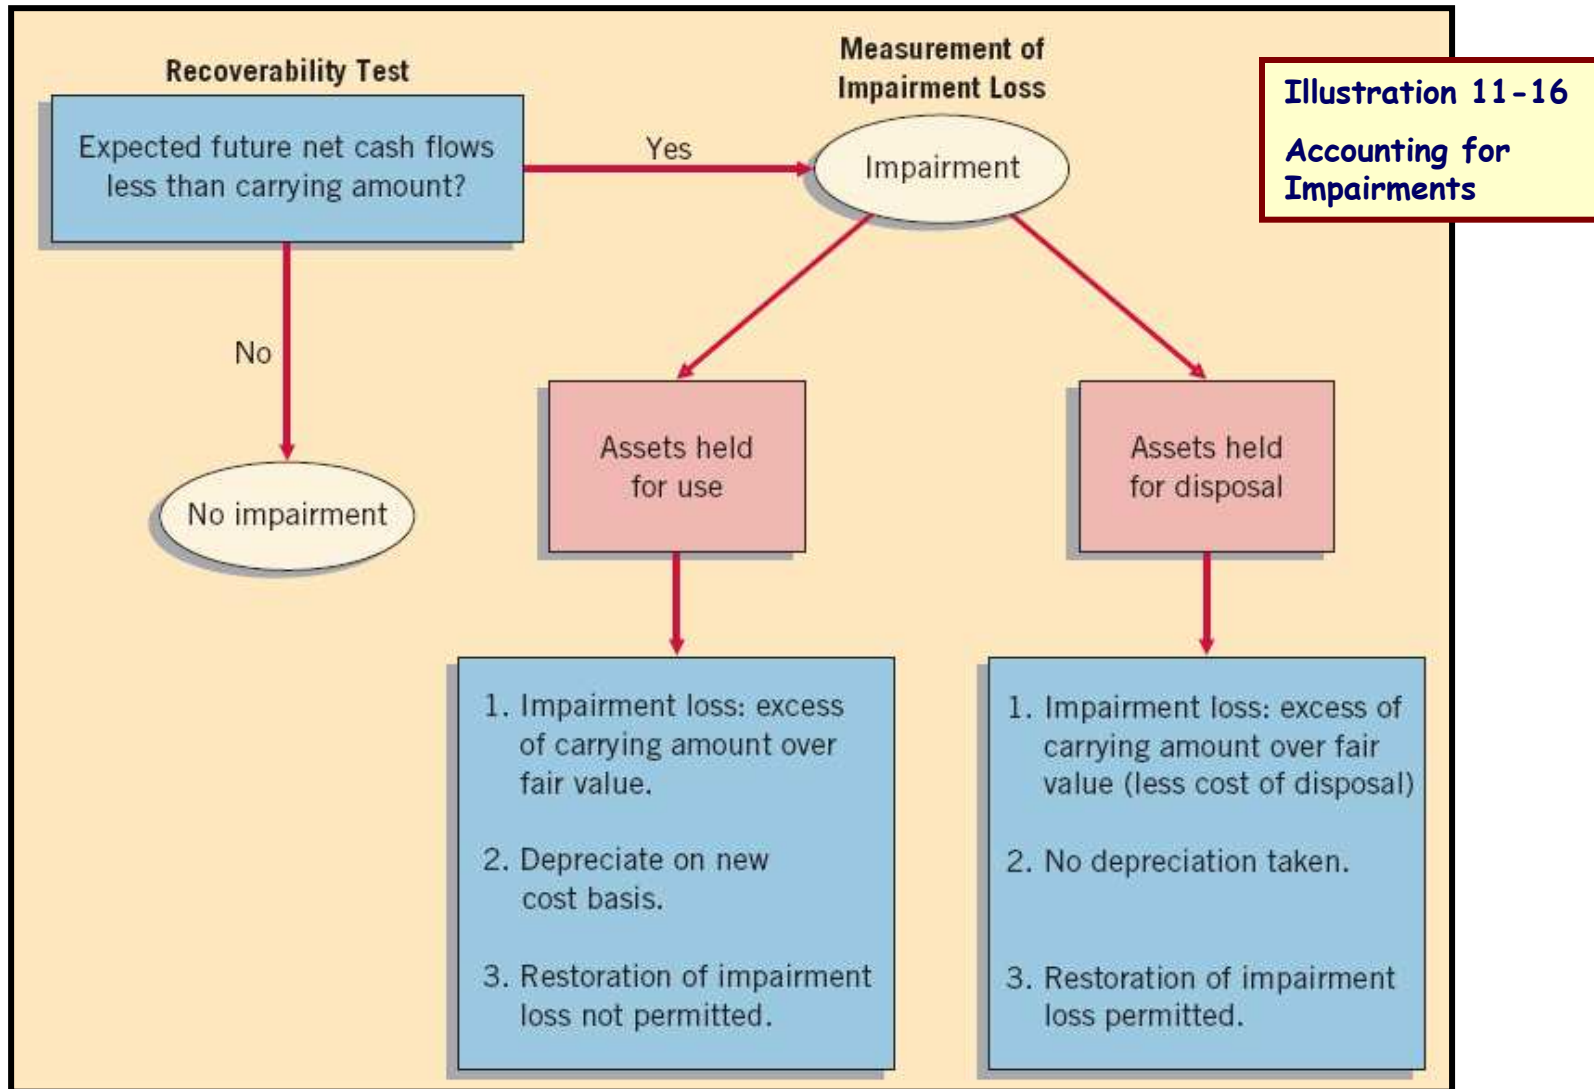 Recoverability Test
Expected future net cash flows
less than carrying amount?
Yes
Measurement of
Impairment Loss
Impairment
Illustration 11-16
Accounting for
Impairments
No
No impairment
Assets held
for use
Assets held
for disposal
1. Impairment loss: excess
of carrying amount over
fair value.
2. Depreciate on new
cost basis.
3. Restoration of impairment
loss not permitted.
1. Impairment loss: excess of
carrying amount over fair
value (less cost of disposal)
2. No depreciation taken.
3. Restoration of impairment
loss permitted.